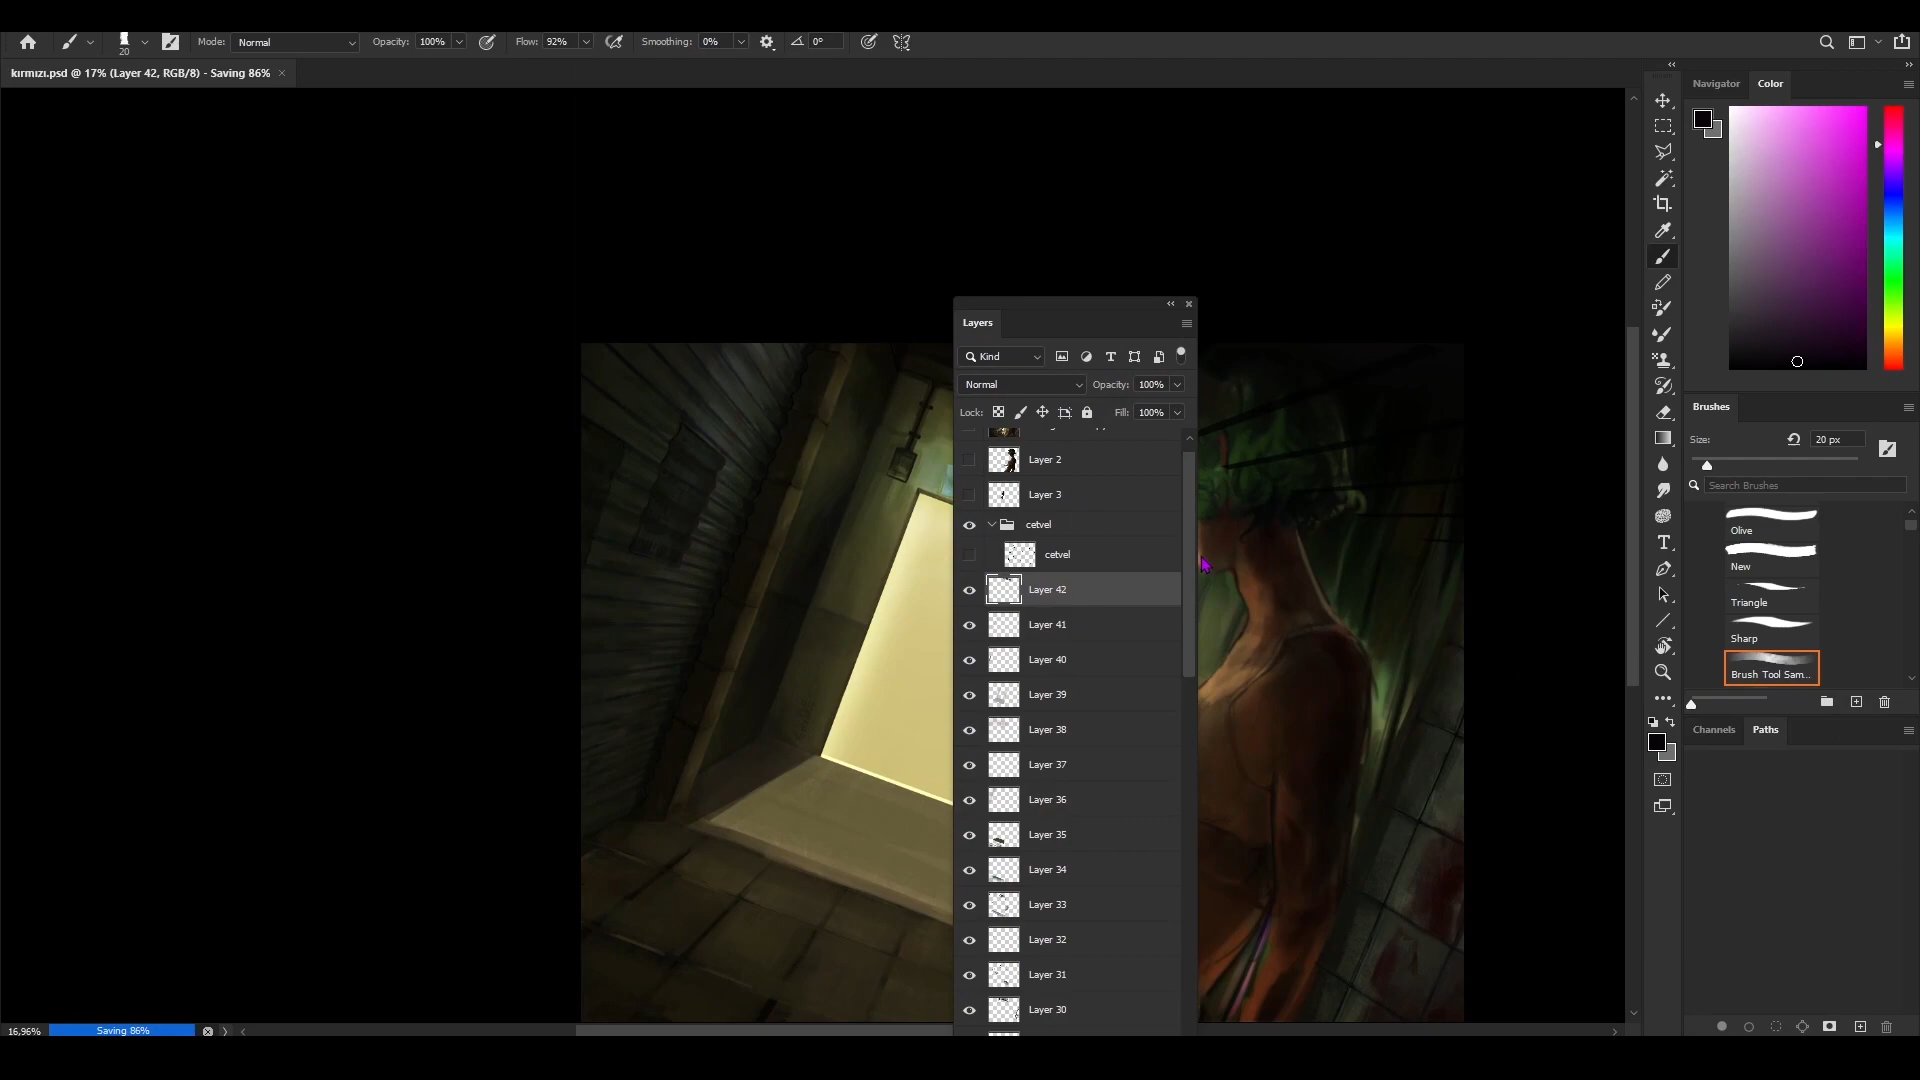 20
Mode: Normal
Opacity: 100%
Flow: 92%
Smoothing: 0%
0°
kırmızı.psd @ 17% (Layer 42, RGB/8) - Saving 86%
Navigator
Color
Layers
Kind
Normal
Opacity: 100%
Lock:
Fill: 100%
Layer 2
Layer 3
cetvel
cetvel
Layer 42
Layer 41
Layer 40
Layer 39
Layer 38
Layer 37
Layer 36
Layer 35
Layer 34
Layer 33
Layer 32
Layer 31
Layer 30
Brushes
Size:
20 px
Search Brushes
Olive
New
Triangle
Sharp
Brush Tool Sam...
Channels
Paths
16,96%
Saving 86%